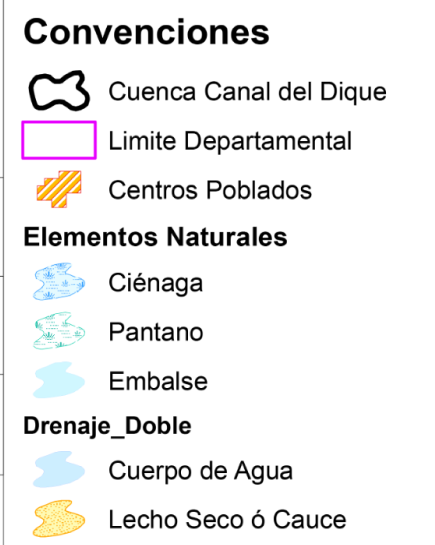 Convenciones
Cuenca Canal del Dique
Limite Departamental
Centros Poblados
Elementos Naturales
Ciénaga
Pantano
Embalse
Drenaje_Doble
Cuerpo de Agua
Lecho Seco ó Cauce